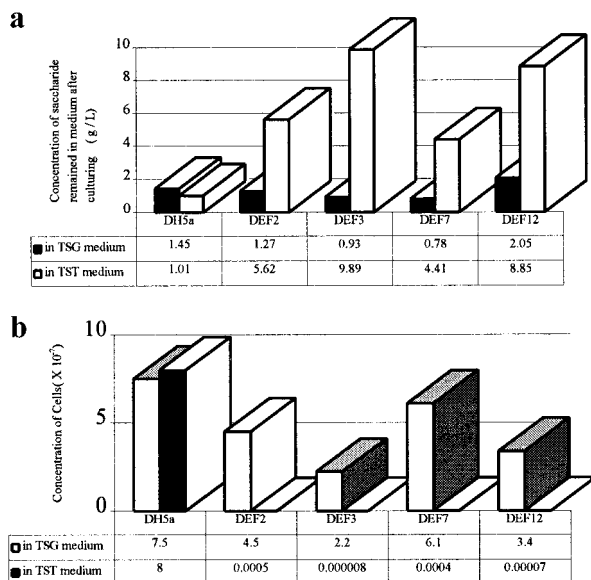 a
Concentration of saccharide
remained in medium after
culturing ( g / L )
10
8
6
4
2
0
DH5a DEF2 DEF3 DEF7 DEF12
in TSG medium 1.45 1.27 0.93 0.78 2.05
in TST medium 1.01 5.62 9.89 4.41 8.85
b
Concentration of Cells( X 10⁻⁷)
10
5
0
DH5a DEF2 DEF3 DEF7 DEF12
in TSG medium 7.5 4.5 2.2 6.1 3.4
in TST medium 8 0.0005 0.000008 0.0004 0.00007